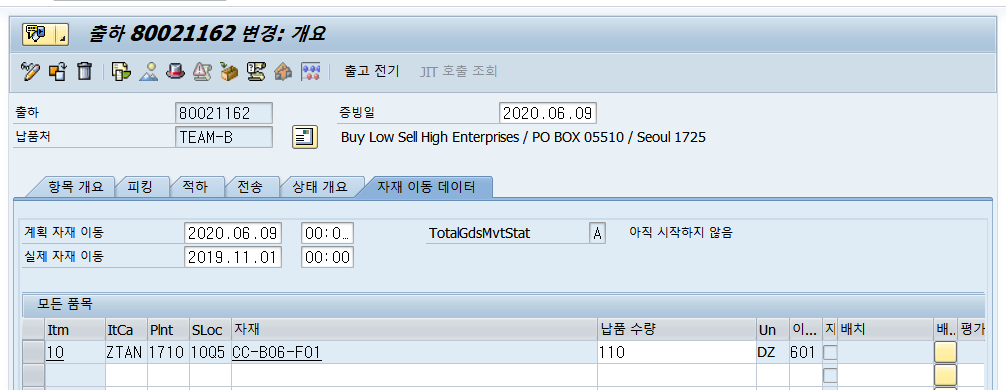 출하 80021162 변경: 개요
출고 전기 JIT 호출 조회
출하 80021162 증빙일 2020.06.09
납품처 TEAM-B Buy Low Sell High Enterprises / PO BOX 05510 / Seoul 1725
항목 개요 피킹 적하 전송 상태 개요 자재 이동 데이터
계획 자재 이동 2020.06.09 00:0… TotalGdsMvtStat A 아직 시작하지 않음
실제 자재 이동 2019.11.01 00:00
모든 품목
Itm ItCa Plnt SLoc 자재 납품 수량 Un 이... 지 배치 배.. 평가
10 ZTAN 1710 1005 CC-B06-F01 110 DZ 601